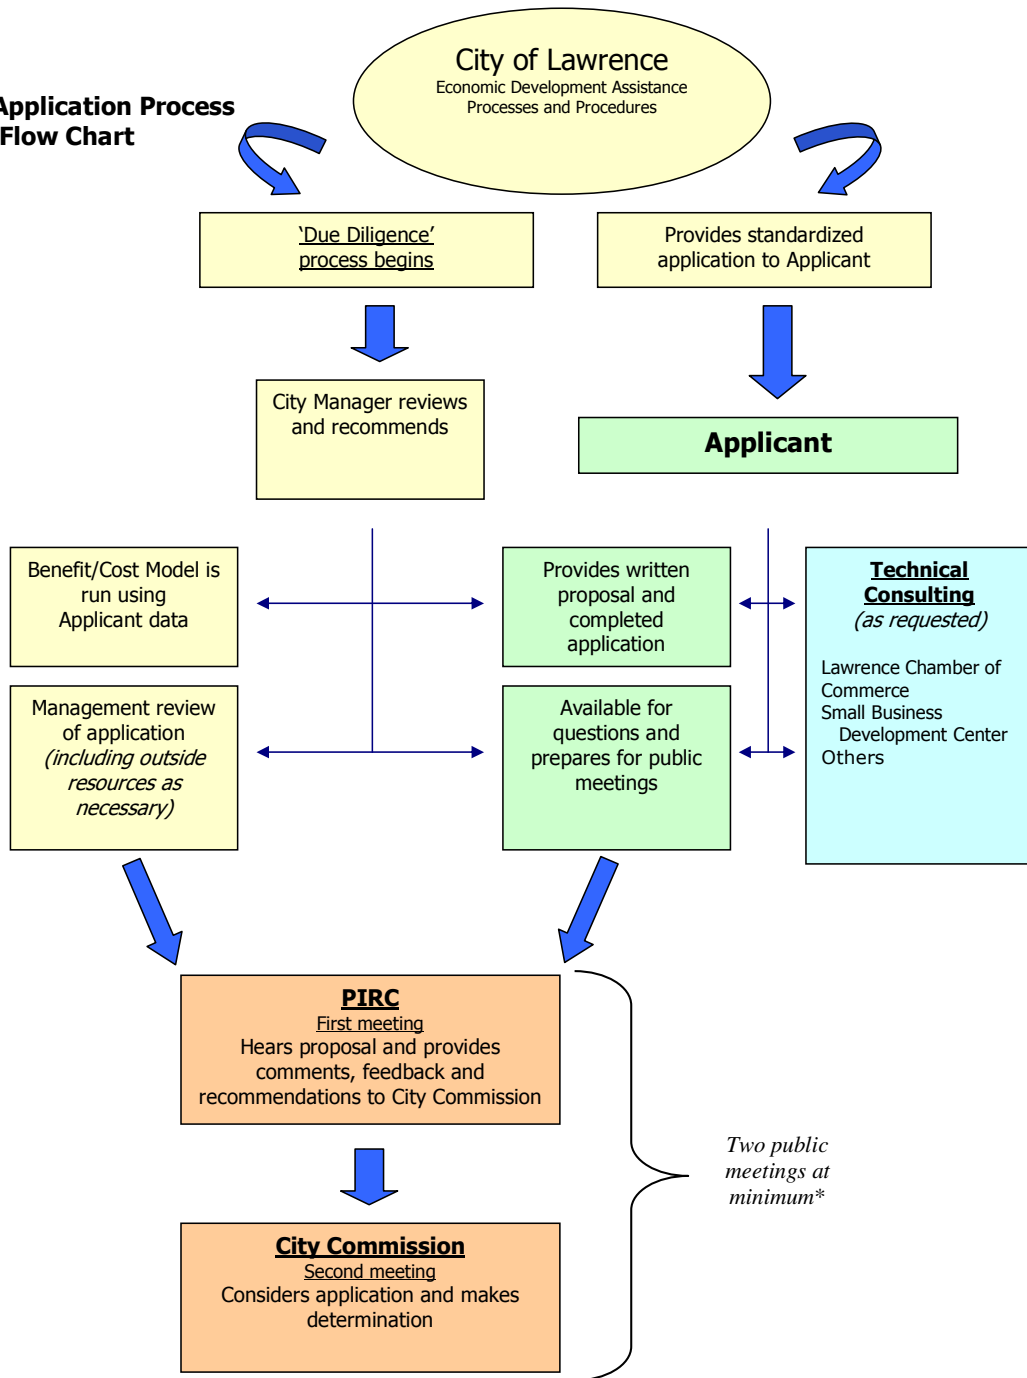 Application Process
Flow Chart
City of Lawrence
Economic Development Assistance
Processes and Procedures
‘Due Diligence’
process begins
Provides standardized
application to Applicant
City Manager reviews
and recommends
Applicant
Benefit/Cost Model is
run using
Applicant data
Provides written
proposal and
completed
application
Technical
Consulting
(as requested)
Lawrence Chamber of
Commerce
Small Business
Development Center
Others
Management review
of application
(including outside
resources as
necessary)
Available for
questions and
prepares for public
meetings
PIRC
First meeting
Hears proposal and provides
comments, feedback and
recommendations to City Commission
Two public
meetings at
minimum*
City Commission
Second meeting
Considers application and makes
determination